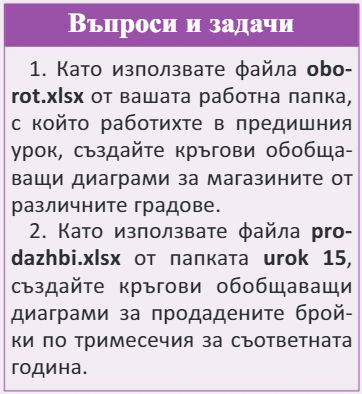 Въпроси и задачи
1. Като използвате файла obo-
rot.xlsx от вашата работна папка,
с който работихте в предишния
урок, създайте кръгови обобща-
ващи диаграми за магазините от
различните градове.
2. Като използвате файла pro-
dazhbi.xlsx от папката urok 15,
създайте кръгови обобщаващи
диаграми за продадените брой-
ки по тримесечия за съответната
година.